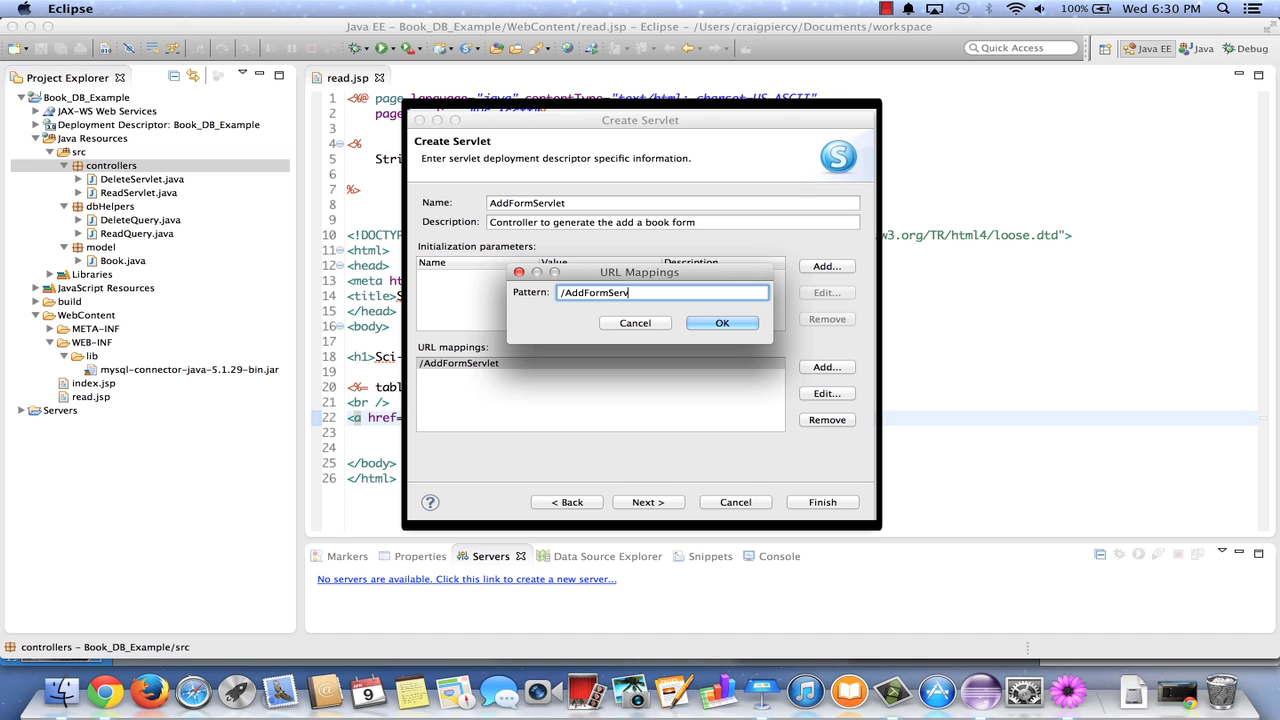 Eclipse
100%
Wed 6:30 PM
Java EE - Book_DB_Example/WebContent/read.jsp - Eclipse - /Users/craigpiercy/Documents/workspace
Quick Access
Java EE
Java
Debug
Project Explorer
Book_DB_Example
JAX-WS Web Services
Deployment Descriptor: Book_DB_Example
Java Resources
src
controllers
DeleteServlet.java
ReadServlet.java
dbHelpers
DeleteQuery.java
ReadQuery.java
model
Book.java
Libraries
JavaScript Resources
build
WebContent
META-INF
WEB-INF
lib
mysql-connector-java-5.1.29-bin.jar
index.jsp
read.jsp
Servers
read.jsp
1 <%@ page language="java" contentType="text/html; charset=US-ASCII"
2 page
3
4 <%
5 Stri
6
7 %>
8
9
10 <!DOCTYP w3.org/TR/html4/loose.dtd">
11 <html>
12 <head>
13 <meta ht
14 <title>S
15 </head>
16 <body>
17
18 <h1>Sci-
19
20 <%= tabl
21 <br />
22 <a href=
23
24
25 </body>
26 </html>
Create Servlet
Create Servlet
Enter servlet deployment descriptor specific information.
S
Name: AddFormServlet
Description: Controller to generate the add a book form
Initialization parameters:
Name Value Description
Add...
Edit...
Remove
URL Mappings
Pattern: /AddFormServ
Cancel OK
URL mappings:
/AddFormServlet
Add...
Edit...
Remove
? < Back Next > Cancel Finish
Markers Properties Servers Data Source Explorer Snippets Console
No servers are available. Click this link to create a new server...
controllers - Book_DB_Example/src
9